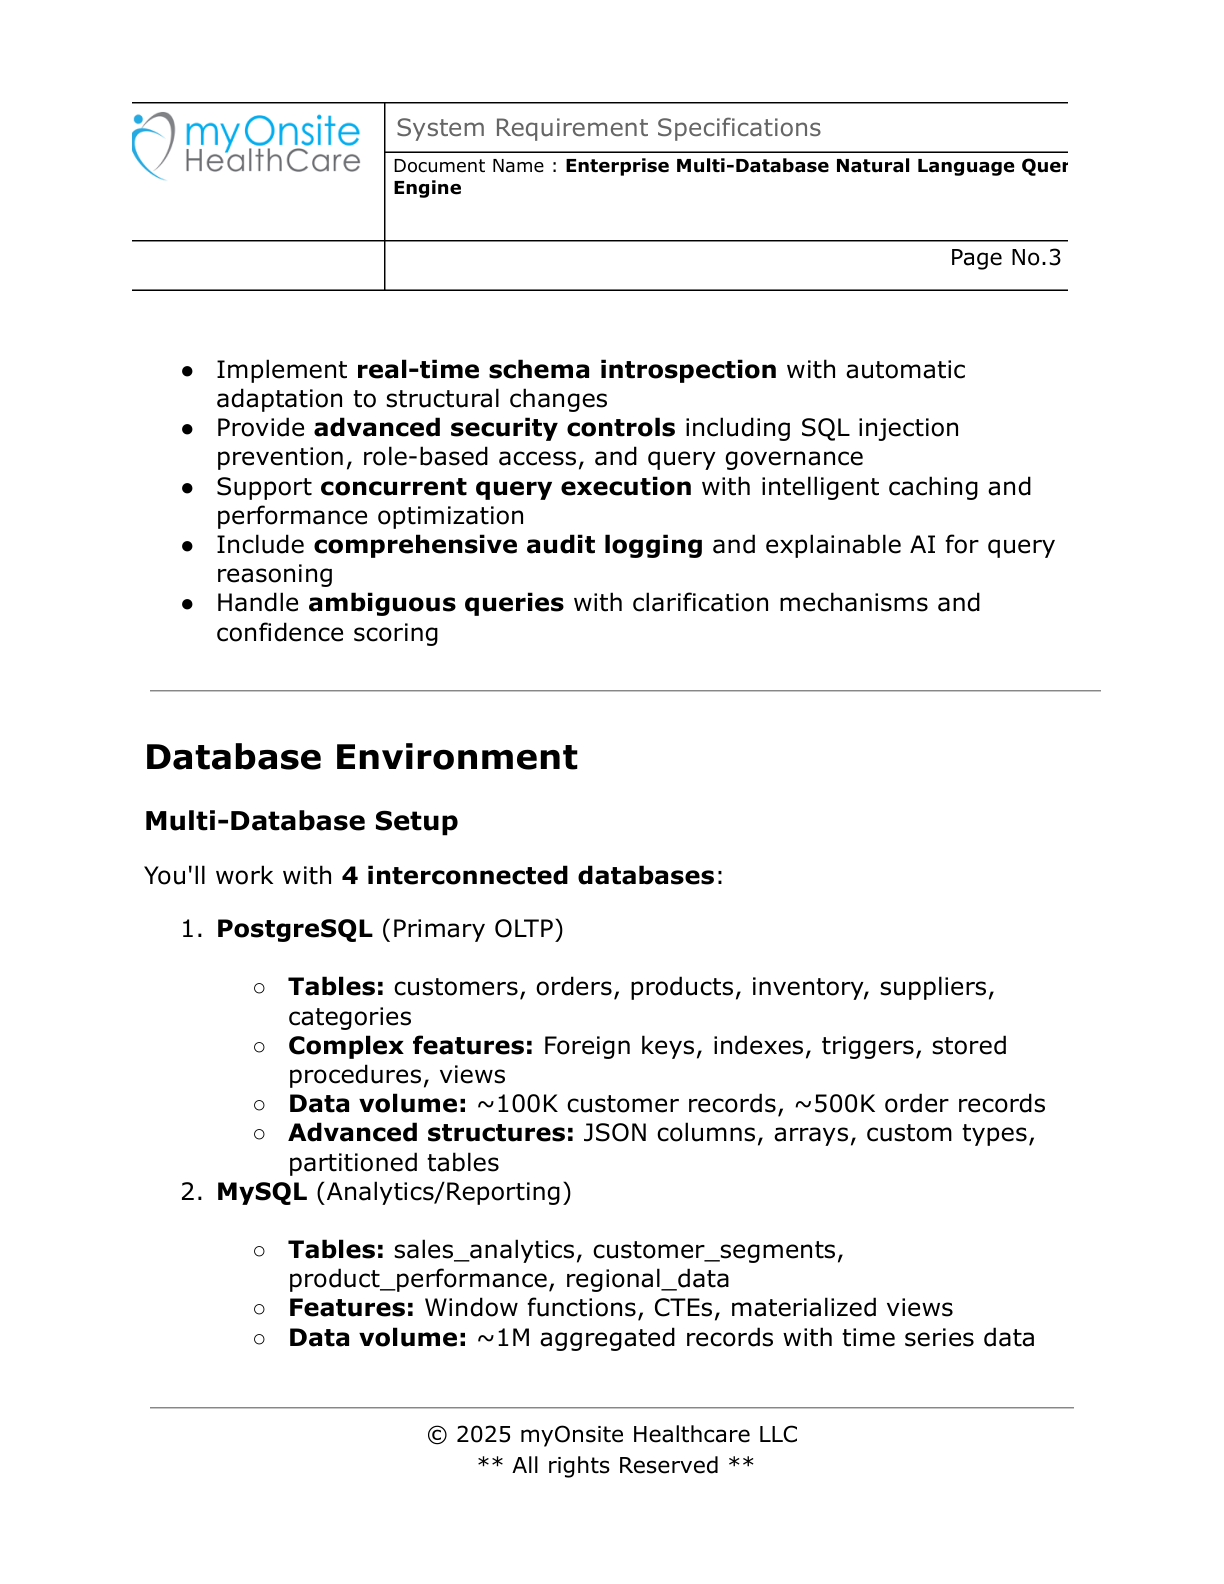 myOnsite
HealthCare
System Requirement Specifications
Document Name : Enterprise Multi-Database Natural Language Quer
Engine
Page No.3
● Implement real-time schema introspection with automatic
adaptation to structural changes
● Provide advanced security controls including SQL injection
prevention, role-based access, and query governance
● Support concurrent query execution with intelligent caching and
performance optimization
● Include comprehensive audit logging and explainable AI for query
reasoning
● Handle ambiguous queries with clarification mechanisms and
confidence scoring
Database Environment
Multi-Database Setup
You'll work with 4 interconnected databases:
1. PostgreSQL (Primary OLTP)
○ Tables: customers, orders, products, inventory, suppliers,
categories
○ Complex features: Foreign keys, indexes, triggers, stored
procedures, views
○ Data volume: ~100K customer records, ~500K order records
○ Advanced structures: JSON columns, arrays, custom types,
partitioned tables
2. MySQL (Analytics/Reporting)
○ Tables: sales_analytics, customer_segments,
product_performance, regional_data
○ Features: Window functions, CTEs, materialized views
○ Data volume: ~1M aggregated records with time series data
© 2025 myOnsite Healthcare LLC
** All rights Reserved **